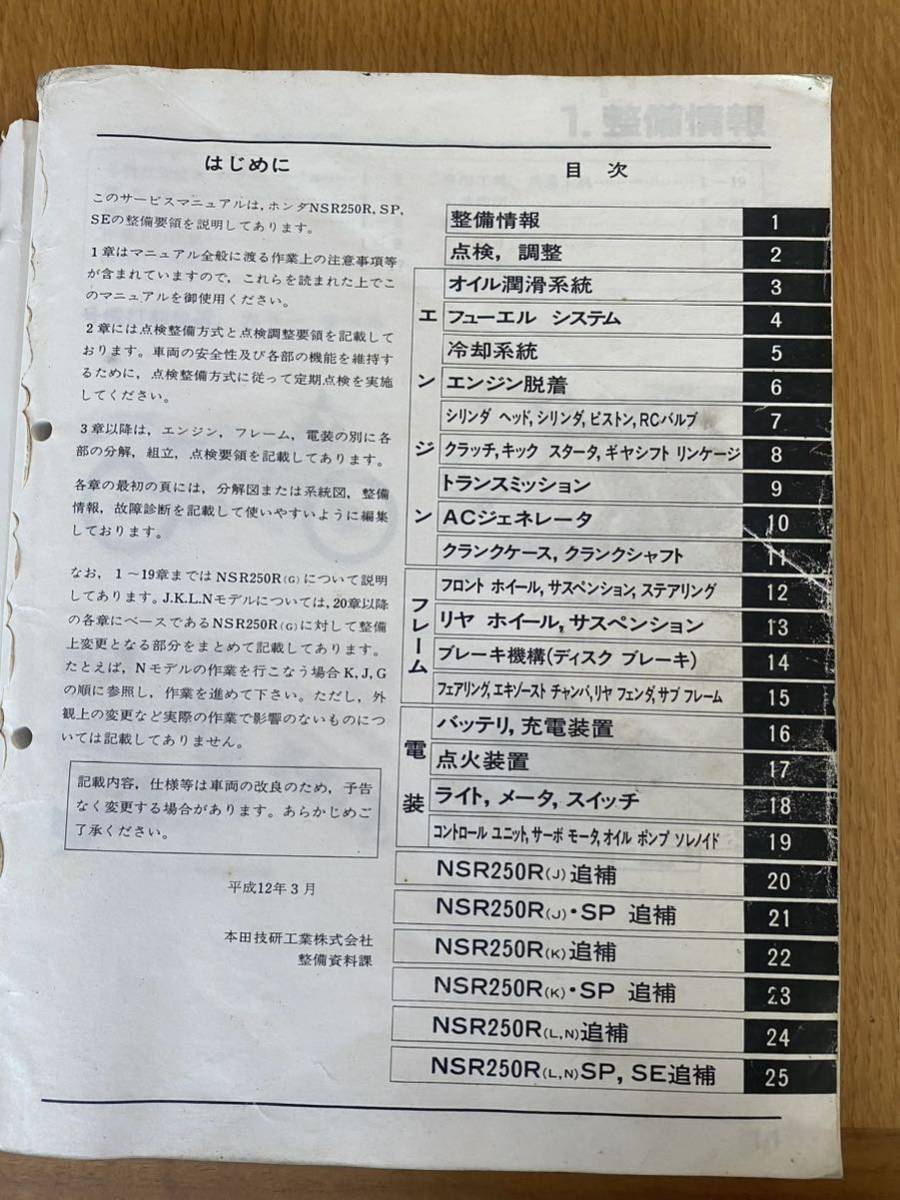 はじめに
このサービスマニュアルは、ホンダNSR250R, SP,
SEの整備要領を説明してあります。
1章はマニュアル全般に渡る作業上の注意事項等
が含まれていますので，これらを読まれた上でこ
のマニュアルを御使用ください。
2章には点検整備方式と点検調整要領を記載して
おります。車両の安全性及び各部の機能を維持す
るために，点検整備方式に従って定期点検を実施
してください。
3章以降は，エンジン，フレーム，電装の別に各
部の分解，組立，点検要領を記載してあります。
各章の最初の頁には，分解図または系統図，整備
情報，故障診断を記載して使いやすいように編集
しております。
なお，1～19章まではNSR250R(G)について説明
してあります。J.K.L.Nモデルについては，20章以降
の各章にベースであるNSR250R(G)に対して整備
上変更となる部分をまとめて記載してあります。
たとえば，Nモデルの作業を行こなう場合K, J, G
の順に参照し，作業を進めて下さい。ただし，外
観上の変更など実際の作業で影響のないものにつ
いては記載してありません。
記載内容，仕様等は車両の改良のため，予告
なく変更する場合があります。あらかじめご
了承ください。
平成12年3月
本田技研工業株式会社
整備資料課
1. 整備情報
目 次
整備情報 1
点検，調整 2
エンジン
オイル潤滑系統 3
フューエル システム 4
冷却系統 5
エンジン脱着 6
シリンダ ヘッド, シリンダ, ピストン, RCバルブ 7
クラッチ, キック スタータ, ギヤシフト リンケージ 8
トランスミッション 9
ACジェネレータ 10
クランクケース, クランクシャフト 11
フレーム
フロント ホイール, サスペンション, ステアリング 12
リヤ ホイール, サスペンション 13
ブレーキ機構(ディスク ブレーキ) 14
フェアリング, エキゾースト チャンバ, リヤ フェンダ, サブ フレーム 15
電装
バッテリ, 充電装置 16
点火装置 17
ライト, メータ, スイッチ 18
コントロール ユニット, サーボ モータ, オイル ポンプ ソレノイド 19
NSR250R(J)追補 20
NSR250R(J)・SP 追補 21
NSR250R(K)追補 22
NSR250R(K)・SP 追補 23
NSR250R(L,N)追補 24
NSR250R(L,N)SP, SE追補 25